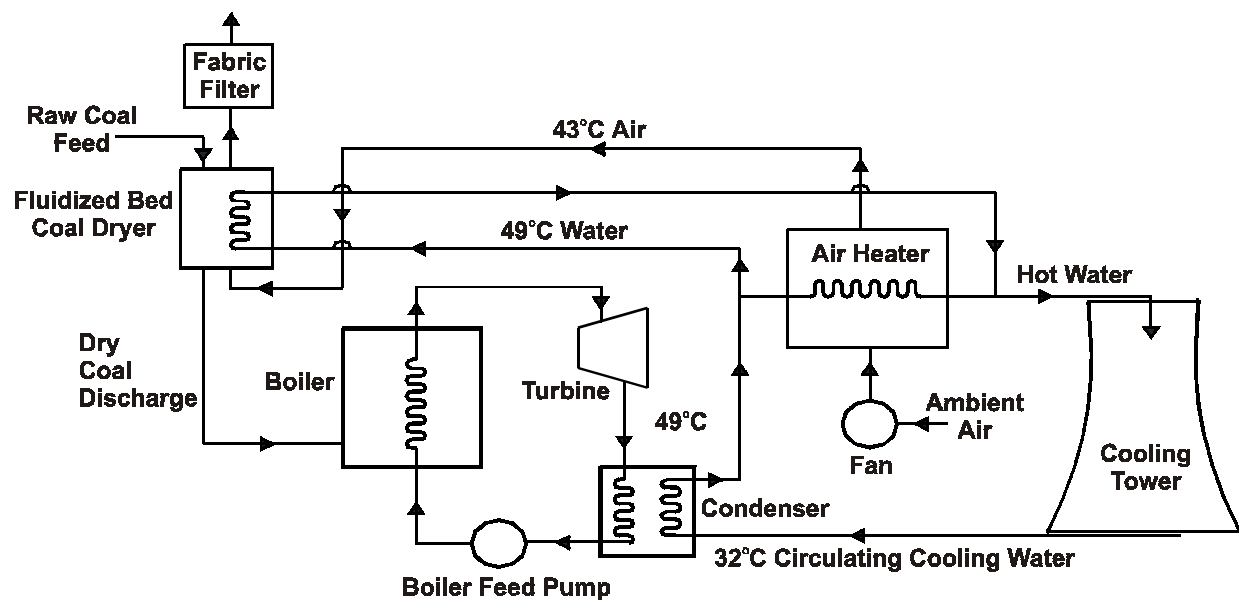 Fabric
Filter
Raw Coal
Feed
43°C Air
Fluidized Bed
Coal Dryer
49°C Water
Air Heater
Hot Water
Dry
Coal
Discharge
Boiler
Turbine
49°C
Ambient
Air
Fan
Cooling
Tower
Condenser
32°C Circulating Cooling Water
Boiler Feed Pump